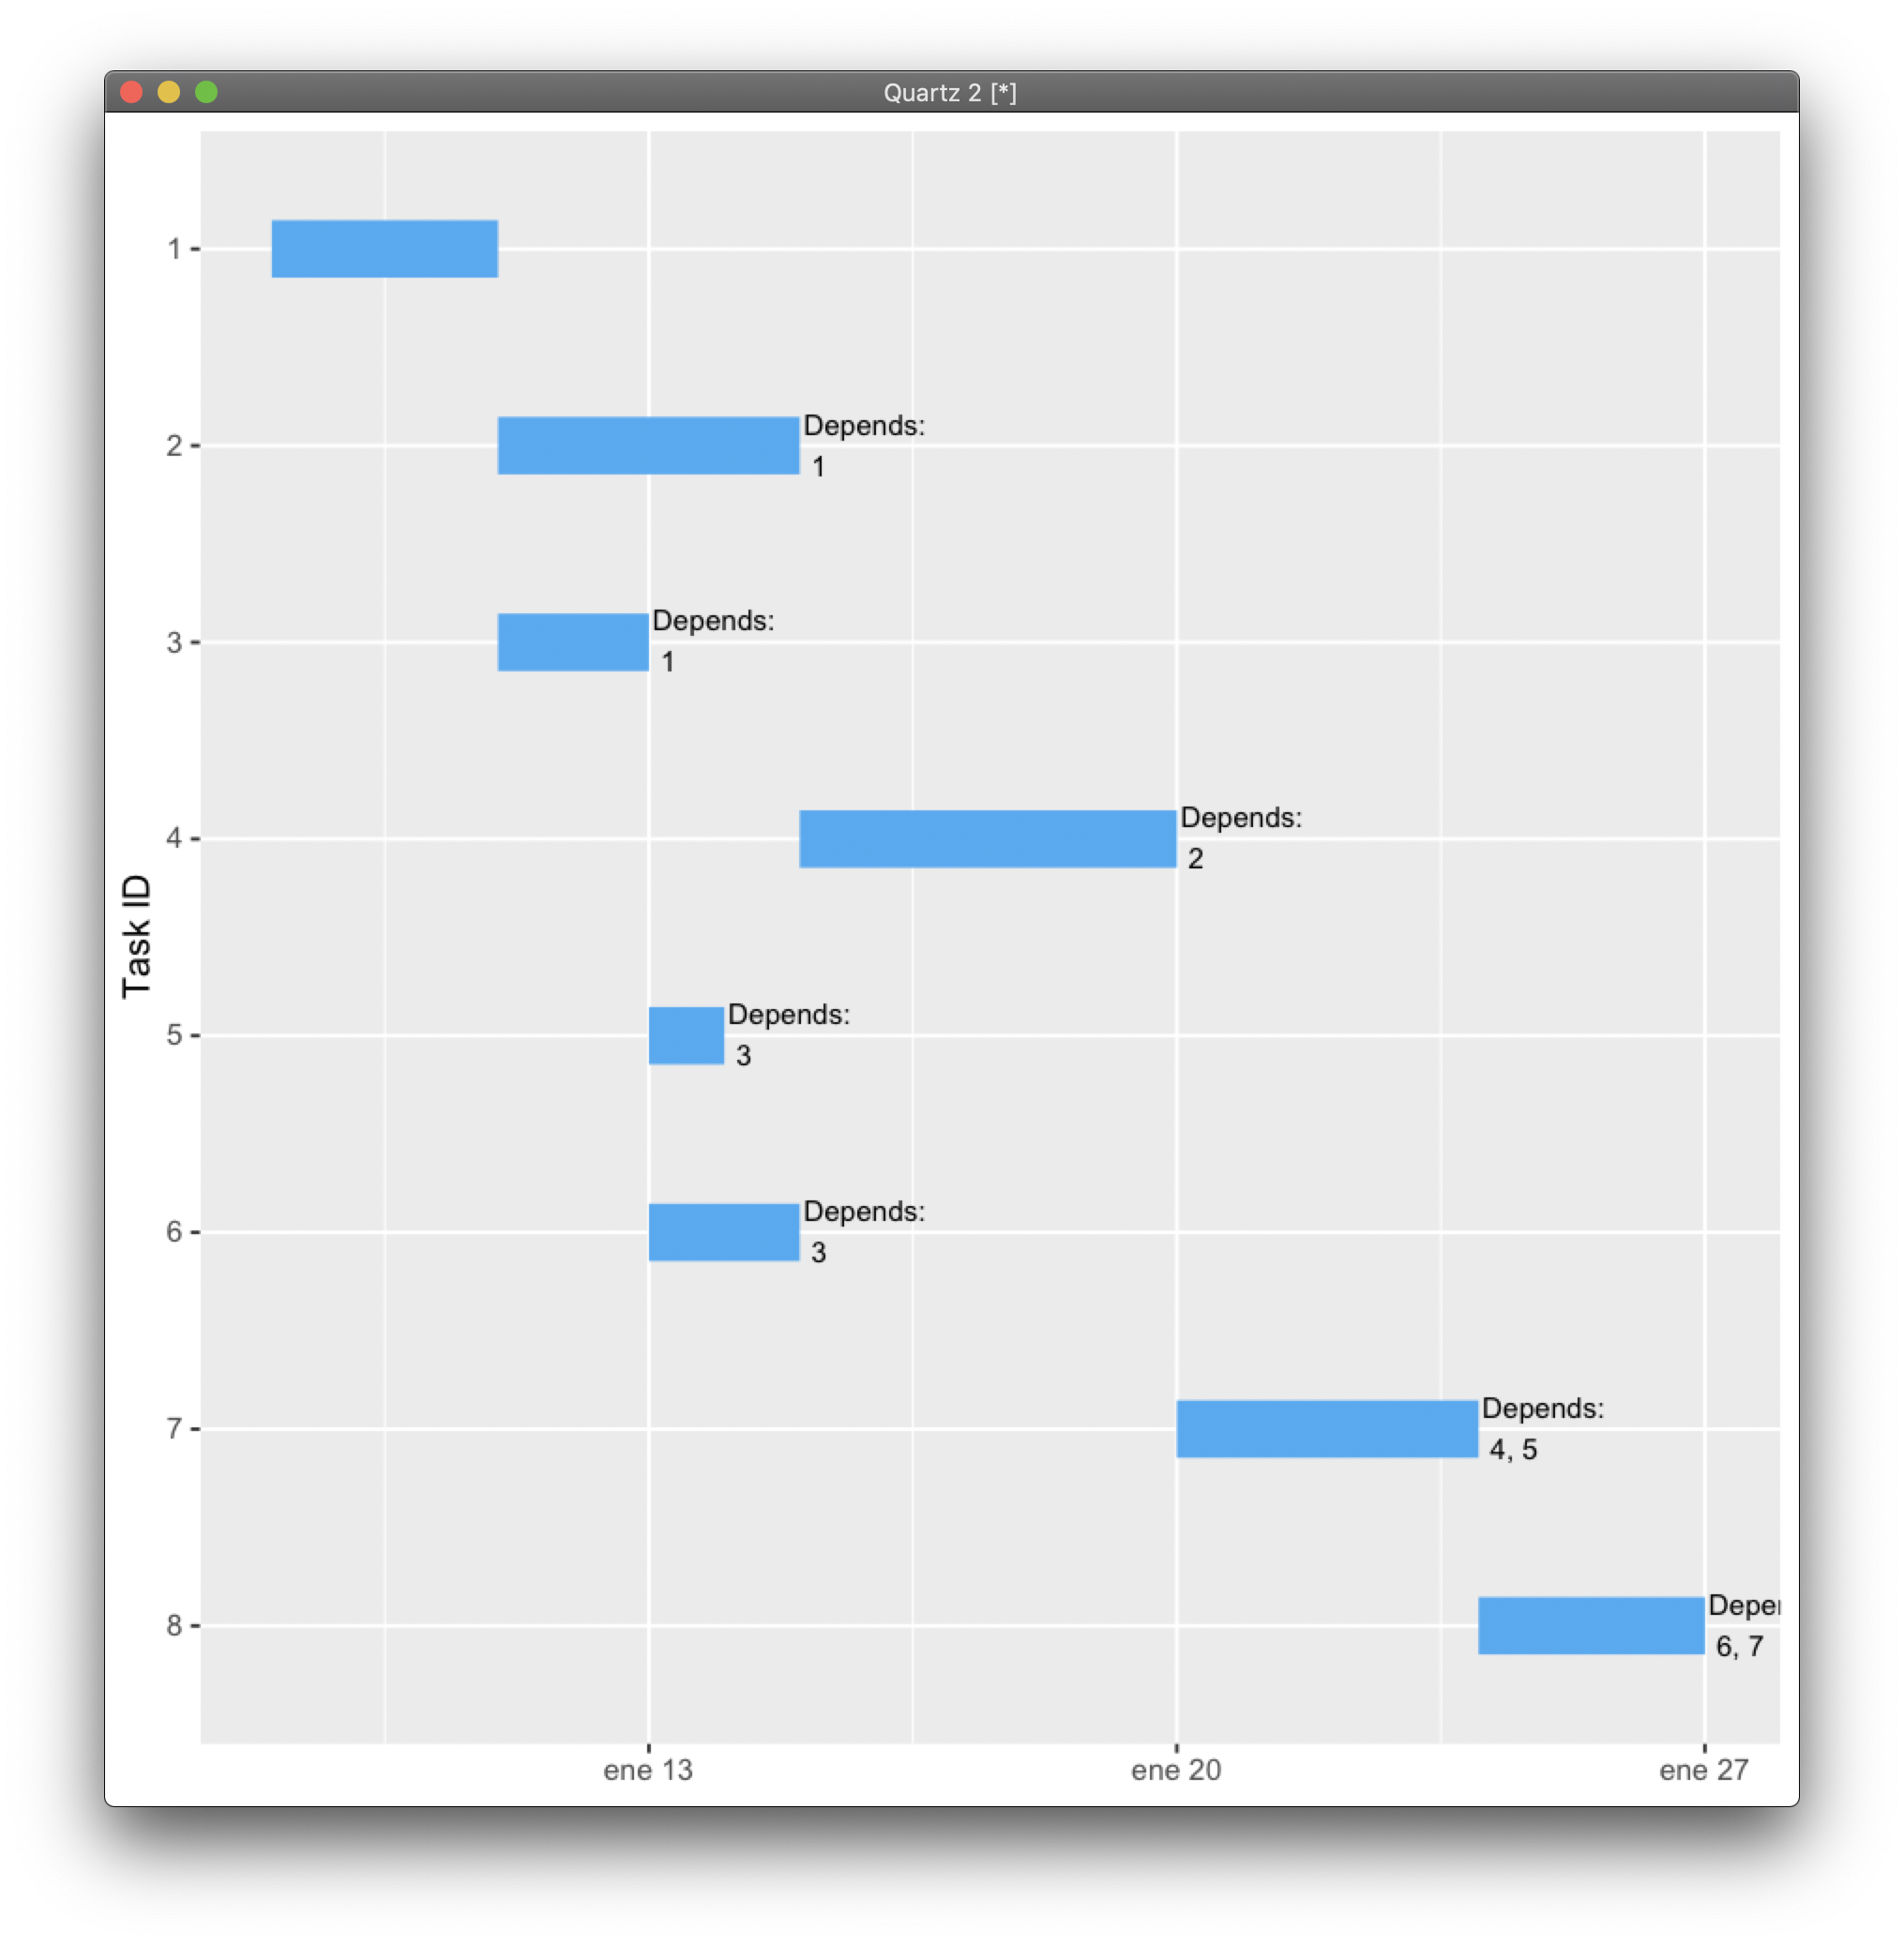 Quartz 2 [*]
Task ID
1
2
Depends:
1
3
Depends:
1
4
Depends:
2
5
Depends:
3
6
Depends:
3
7
Depends:
4, 5
8
Depe
6, 7
ene 13
ene 20
ene 27